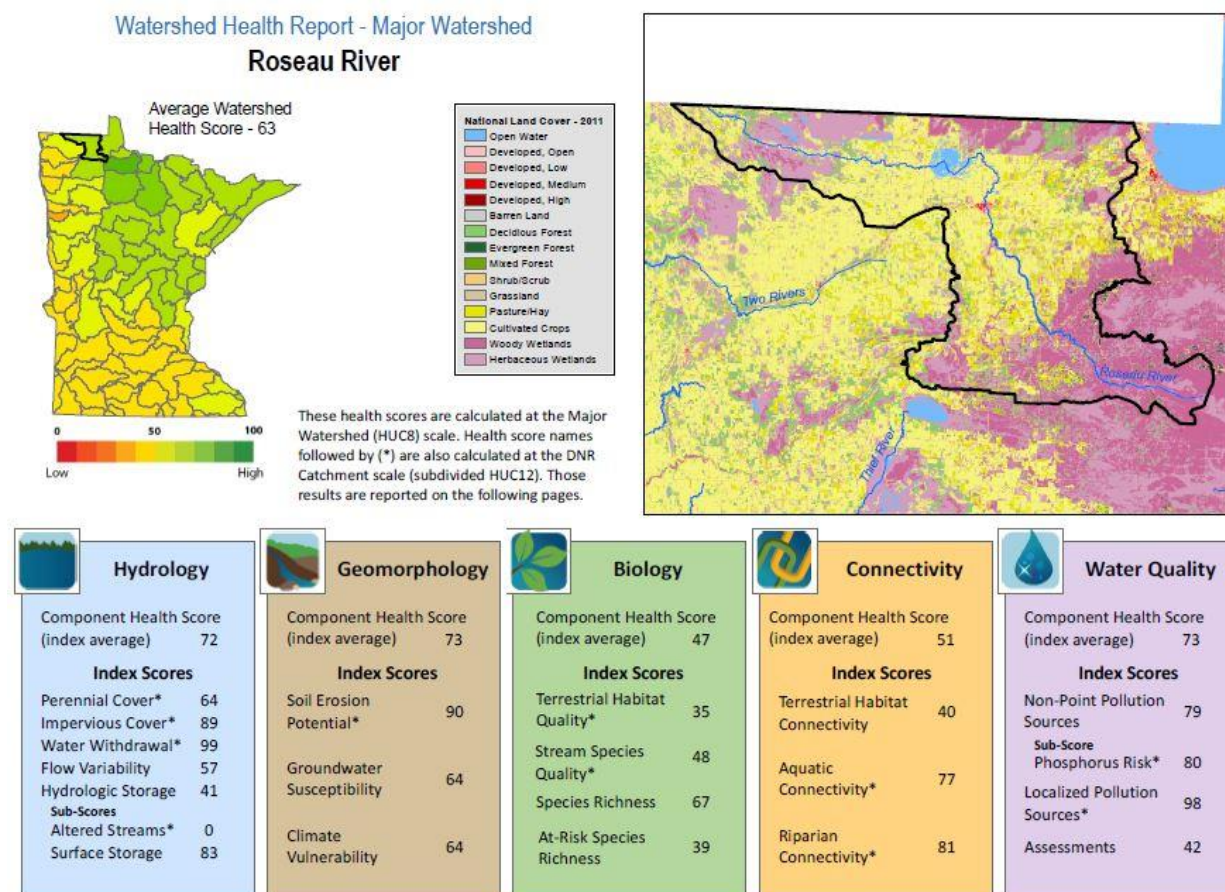 Watershed Health Report - Major Watershed
Roseau River
Average Watershed
Health Score - 63
0
50
100
Low
High
National Land Cover - 2011
Open Water
Developed, Open
Developed, Low
Developed, Medium
Developed, High
Barren Land
Decidious Forest
Evergreen Forest
Mixed Forest
Shrub/Scrub
Grassland
Pasture/Hay
Cultivated Crops
Woody Wetlands
Herbaceous Wetlands
These health scores are calculated at the Major
Watershed (HUC8) scale. Health score names
followed by (*) are also calculated at the DNR
Catchment scale (subdivided HUC12). Those
results are reported on the following pages.
Two Rivers
Roseau River
Thief River
Hydrology
Component Health Score
(index average) 72
Index Scores
Perennial Cover* 64
Impervious Cover* 89
Water Withdrawal* 99
Flow Variability 57
Hydrologic Storage 41
Sub-Scores
Altered Streams* 0
Surface Storage 83
Geomorphology
Component Health Score
(index average) 73
Index Scores
Soil Erosion
Potential* 90
Groundwater
Susceptibility 64
Climate
Vulnerability 64
Biology
Component Health Score
(index average) 47
Index Scores
Terrestrial Habitat
Quality* 35
Stream Species
Quality* 48
Species Richness 67
At-Risk Species
Richness 39
Connectivity
Component Health Score
(index average) 51
Index Scores
Terrestrial Habitat
Connectivity 40
Aquatic
Connectivity* 77
Riparian
Connectivity* 81
Water Quality
Component Health Score
(index average) 73
Index Scores
Non-Point Pollution
Sources 79
Sub-Score
Phosphorus Risk* 80
Localized Pollution
Sources* 98
Assessments 42